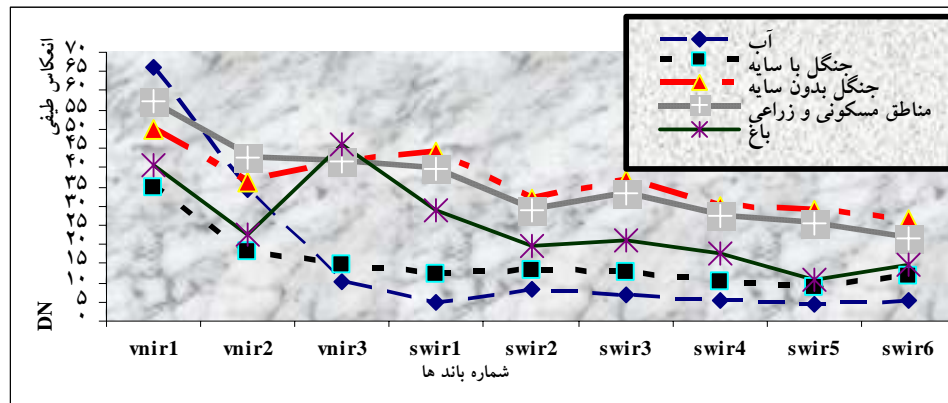 انعکاس طیفی
DN
۷۰
۶۵
۶۰
۵۵
۵۰
۴۵
۴۰
۳۵
۳۰
۲۵
۲۰
۱۵
۱۰
۵
۰
آب
جنگل با سایه
جنگل بدون سایه
مناطق مسکونی و زراعی
باغ
vnir1 vnir2 vnir3 swir1 swir2 swir3 swir4 swir5 swir6
شماره باند ها